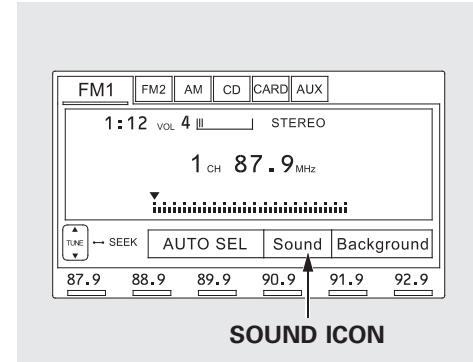 FM1 FM2 AM CD CARD AUX
1:12 VOL 4 STEREO
1 CH 87.9 MHz
TUNE SEEK AUTO SEL Sound Background
87.9 88.9 89.9 90.9 91.9 92.9
SOUND ICON